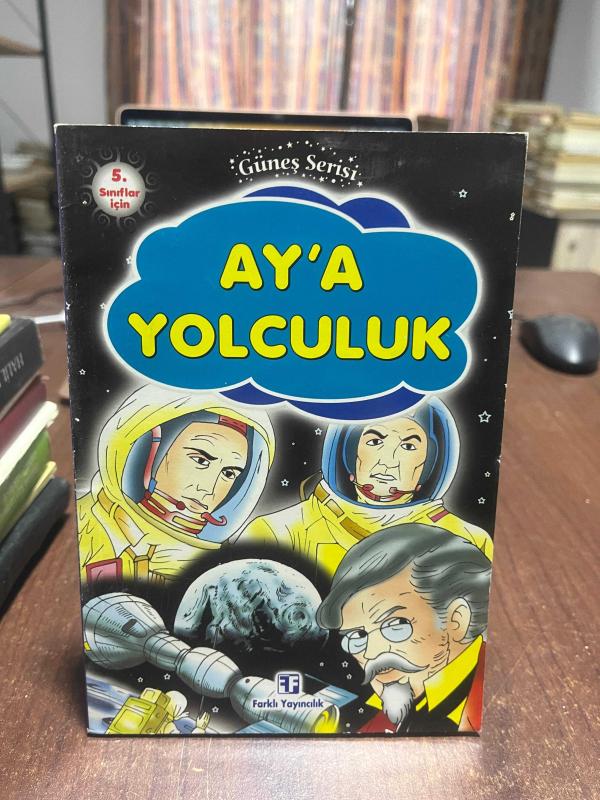 Güneş Serisi
5.
Sınıflar
için
AY'A
YOLCULUK
Farklı Yayıncılık